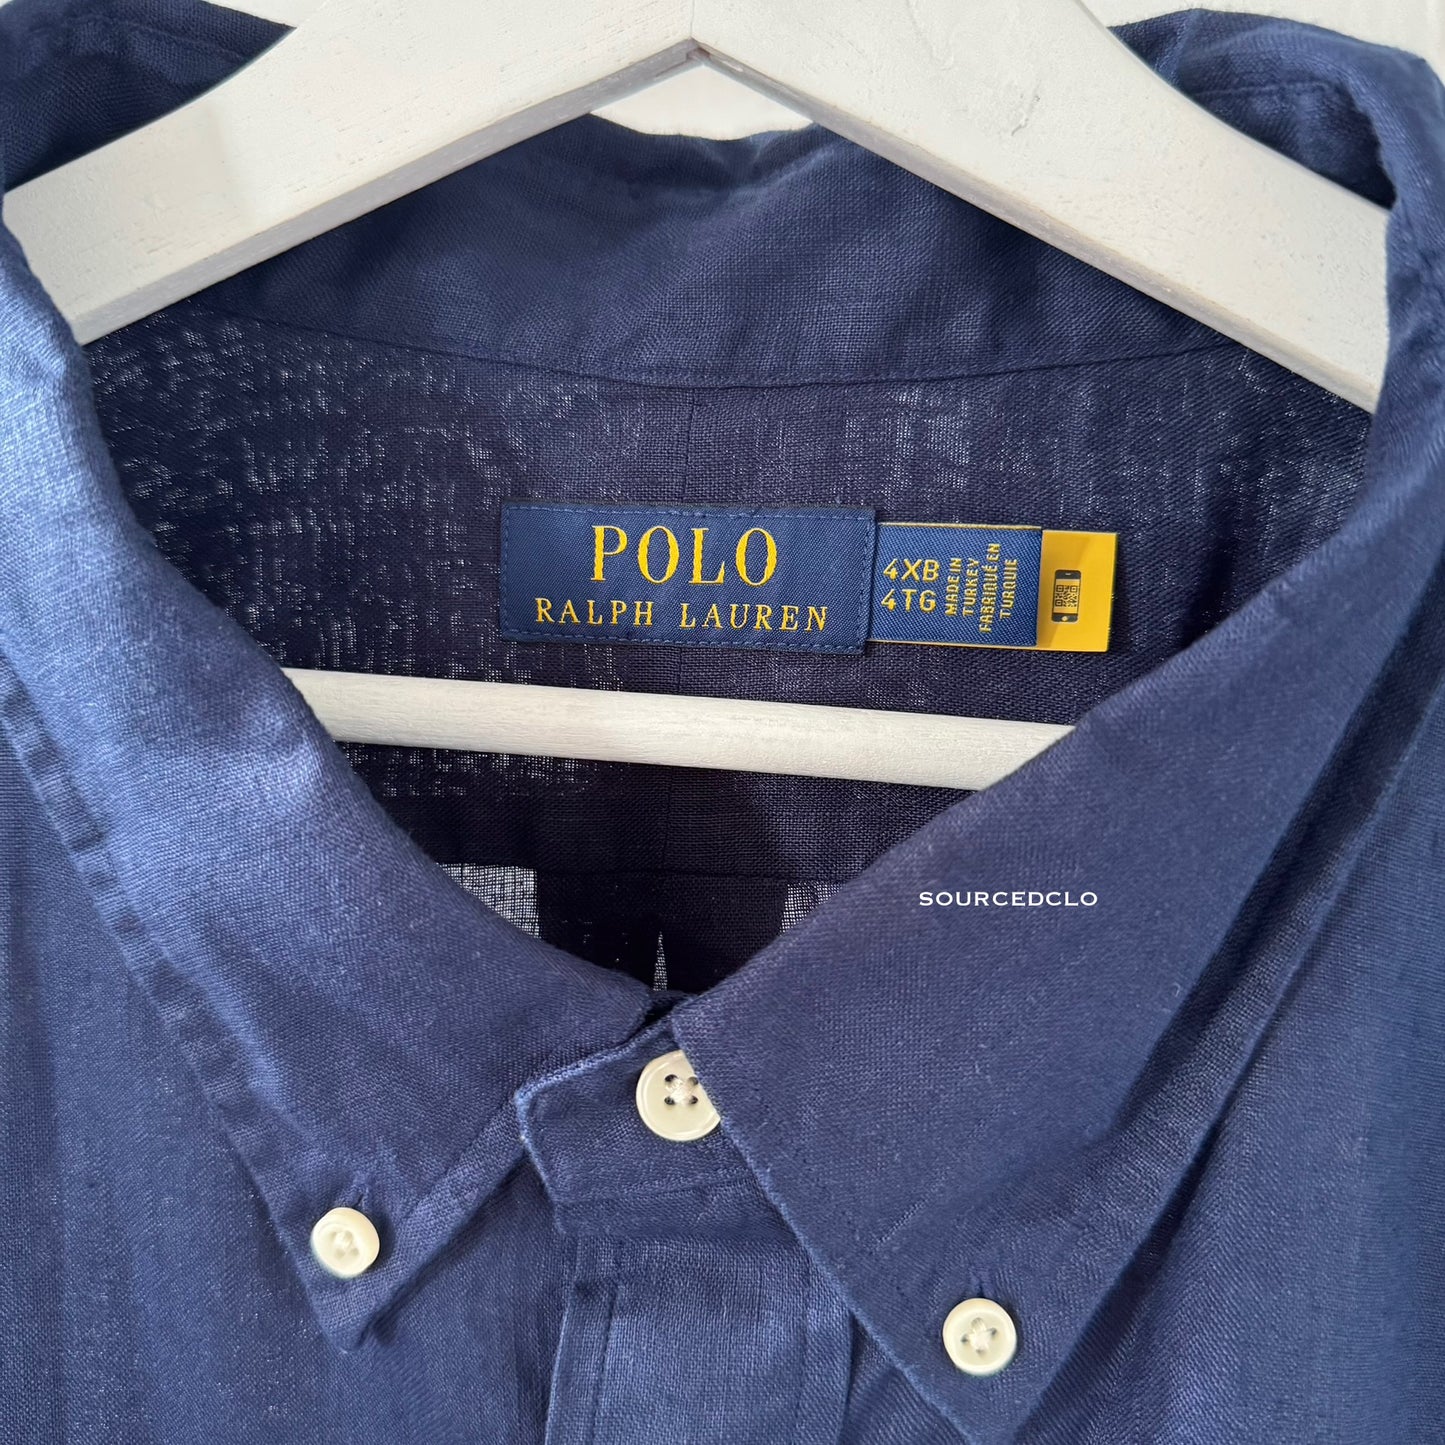 POLO
RALPH LAUREN
4XB
4TG
MADE IN
TURKEY
FABRIQUÉ EN
TURQUIE
SOURCEDCLO